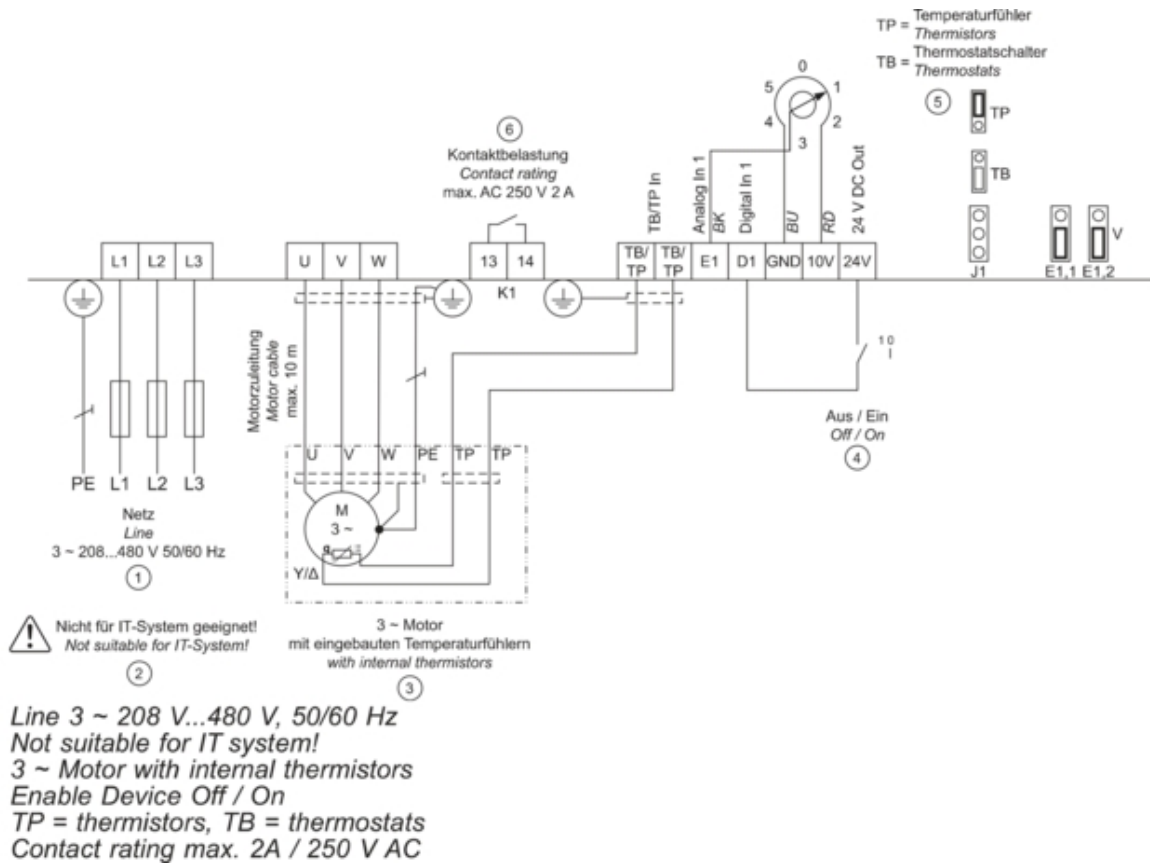 TP = Temperaturfühler
Thermistors
TB = Thermostatschalter
Thermostats
5
TP
TB
J1
E1,1
E1,2
V
0
1
2
3
4
5
6
Kontaktbelastung
Contact rating
max. AC 250 V 2 A
TB/TP In
Analog In 1
BK
Digital In 1
BU
RD
24 V DC Out
L1 L2 L3
U V W
13 14
K1
TB/TP TB/TP E1 D1 GND 10V 24V
Motorzuleitung
Motor cable
max. 10 m
1 0
I
Aus / Ein
Off / On
4
U V W PE TP TP
M
3 ~
Y/Δ
PE L1 L2 L3
Netz
Line
3 ~ 208...480 V 50/60 Hz
1
Nicht für IT-System geeignet!
Not suitable for IT-System!
2
3 ~ Motor
mit eingebauten Temperaturfühlern
with internal thermistors
3
Line 3 ~ 208 V...480 V, 50/60 Hz
Not suitable for IT system!
3 ~ Motor with internal thermistors
Enable Device Off / On
TP = thermistors, TB = thermostats
Contact rating max. 2A / 250 V AC